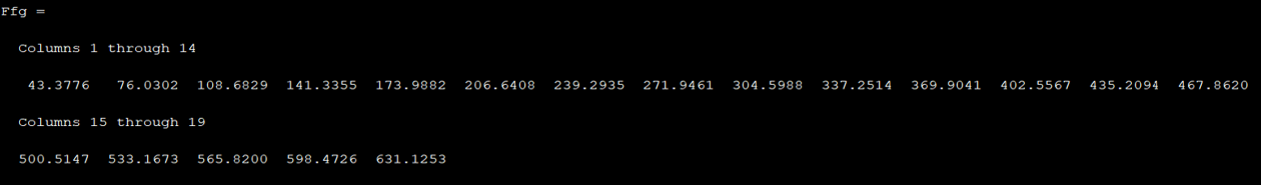 Ffg =
Columns 1 through 14
43.3776 76.0302 108.6829 141.3355 173.9882 206.6408 239.2935 271.9461 304.5988 337.2514 369.9041 402.5567 435.2094 467.8620
Columns 15 through 19
500.5147 533.1673 565.8200 598.4726 631.1253